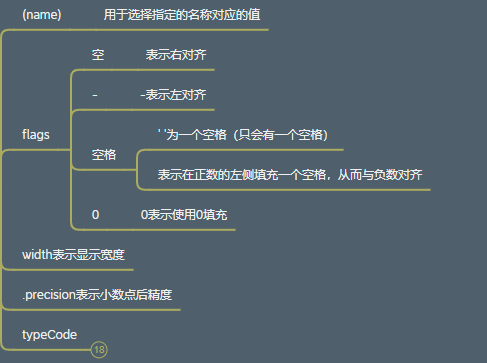 (name) 用于选择指定的名称对应的值
空 表示右对齐
- -表示左对齐
flags
空格
' '为一个空格（只会有一个空格）
表示在正数的左侧填充一个空格，从而与负数对齐
0 0表示使用0填充
width表示显示宽度
.precision表示小数点后精度
typeCode 18